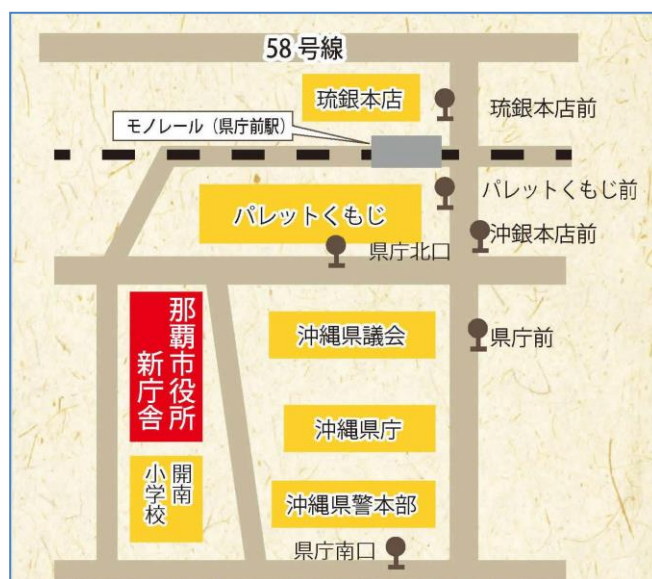 58 号線
琉銀本店
琉銀本店前
モノレール（県庁前駅）
パレットくもじ前
パレットくもじ
沖銀本店前
県庁北口
那覇市役所
新庁舎
沖縄県議会
県庁前
沖縄県庁
開南
小学校
沖縄県警本部
県庁南口